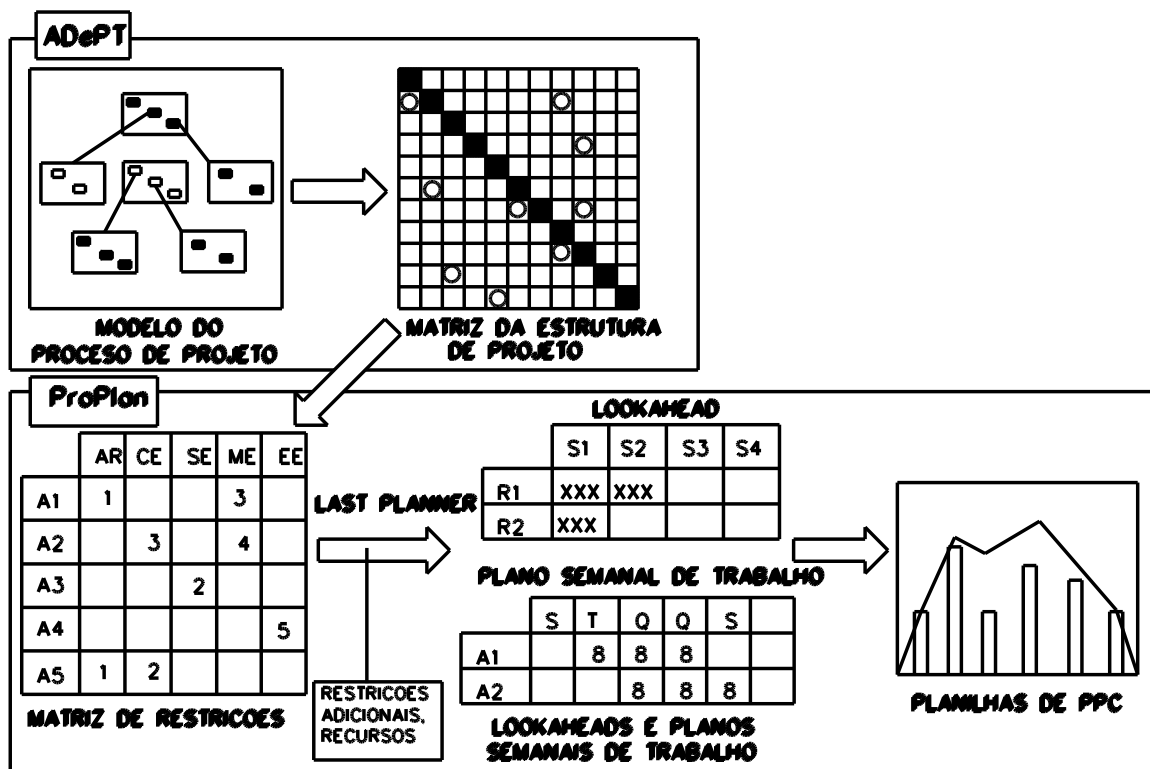 ADePT
MODELO DO
PROCESO DE PROJETO
MATRIZ DA ESTRUTURA
DE PROJETO
ProPlan
AR CE SE ME EE
A1 1 3
A2 3 4
A3 2
A4 5
A5 1 2
MATRIZ DE RESTRICOES
LAST PLANNER
RESTRICOES
ADICIONAIS,
RECURSOS
LOOKAHEAD
S1 S2 S3 S4
R1 XXX XXX
R2 XXX
PLANO SEMANAL DE TRABALHO
S T Q Q S
A1 8 8 8
A2 8 8 8
LOOKAHEADS E PLANOS
SEMANAIS DE TRABALHO
PLANILHAS DE PPC